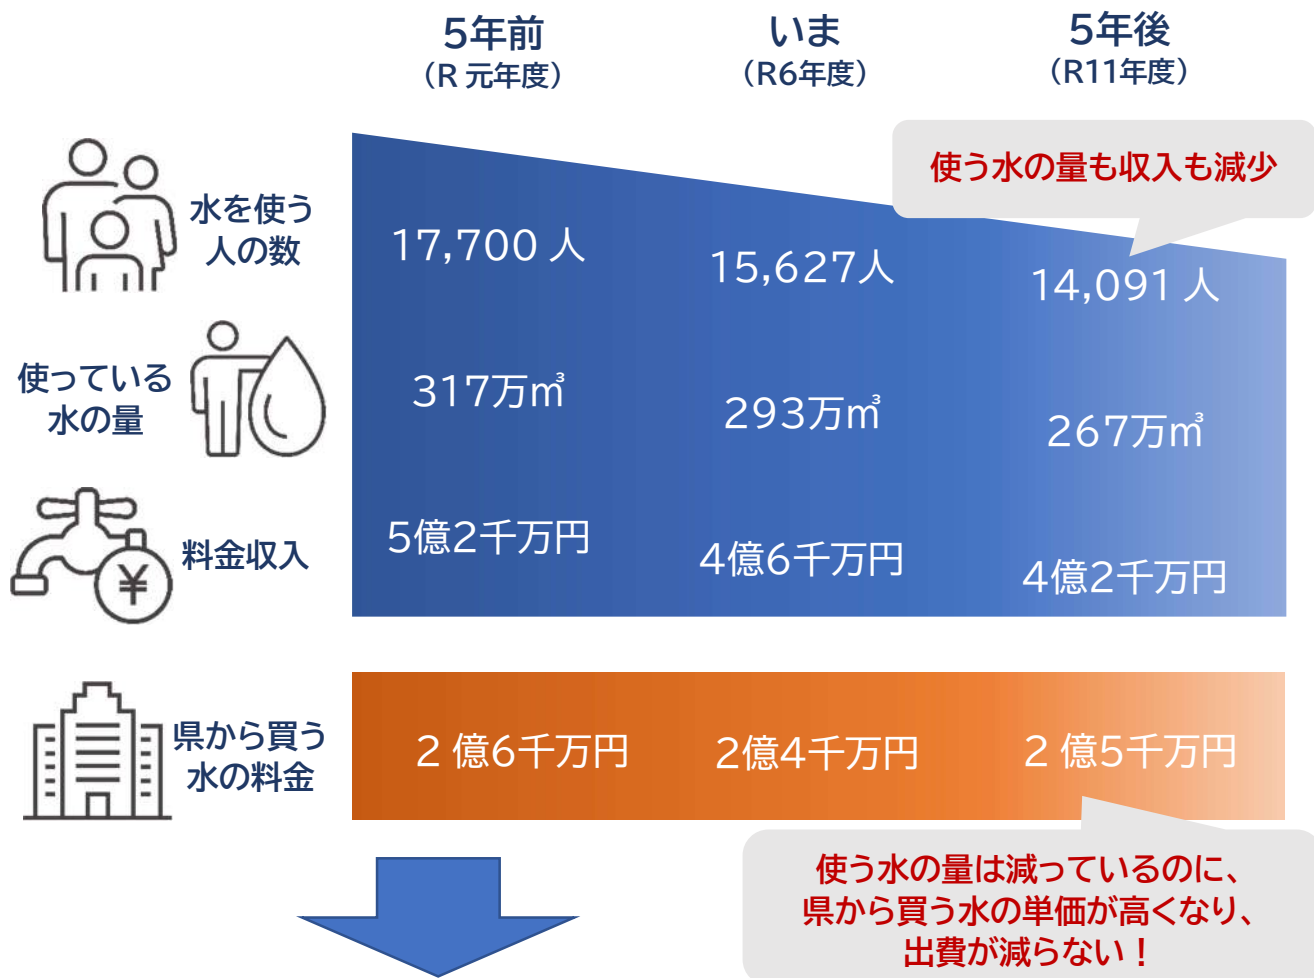 5年前
(R 元年度)
いま
(R6年度)
5年後
(R11年度)
使う水の量も収入も減少
水を使う
人の数
17,700 人
15,627人
14,091 人
使っている
水の量
317万㎥
293万㎥
267万㎥
料金収入
5億2千万円
4億6千万円
4億2千万円
¥
県から買う
水の料金
2 億6千万円
2億4千万円
2 億5千万円
使う水の量は減っているのに、
県から買う水の単価が高くなり、
出費が減らない！